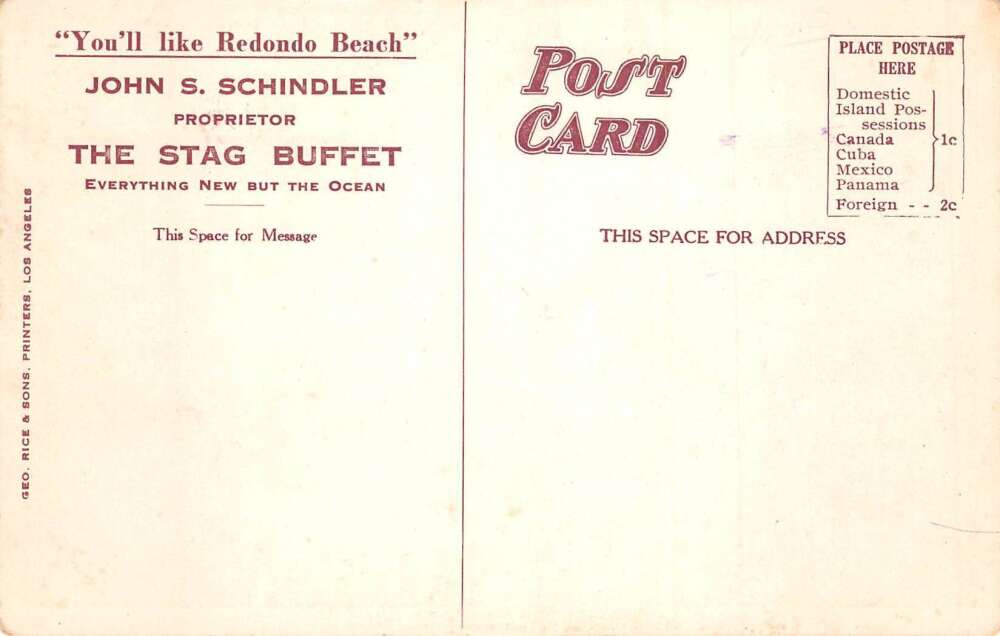 “You'll like Redondo Beach”
JOHN S. SCHINDLER
PROPRIETOR
THE STAG BUFFET
EVERYTHING NEW BUT THE OCEAN
This Space for Message
GEO. RICE & SONS, PRINTERS, LOS ANGELES
POST
CARD
THIS SPACE FOR ADDRESS
PLACE POSTAGE
HERE
Domestic
Island Pos-
sessions
Canada 1c
Cuba
Mexico
Panama
Foreign - - 2c